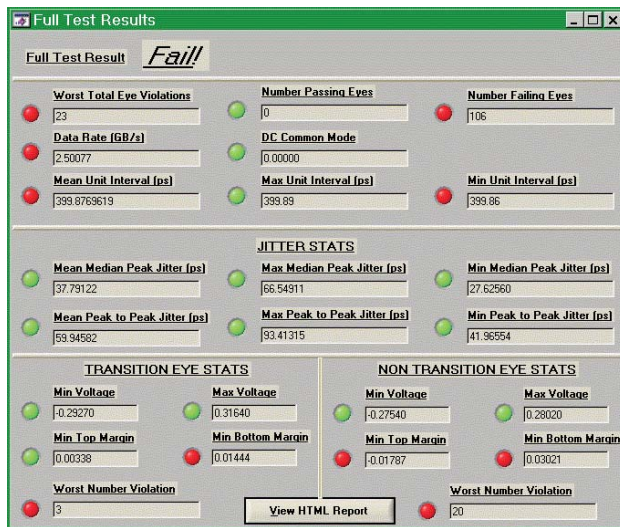 Full Test Results
Full Test Result Fail!
Worst Total Eye Violations Number Passing Eyes Number Failing Eyes
23 0 106
Data Rate (GB/s) DC Common Mode
2.50077 0.00000
Mean Unit Interval (ps) Max Unit Interval (ps) Min Unit Interval (ps)
399.8769619 399.89 399.86
JITTER STATS
Mean Median Peak Jitter (ps) Max Median Peak Jitter (ps) Min Median Peak Jitter (ps)
37.79122 66.54911 27.62560
Mean Peak to Peak Jitter (ps) Max Peak to Peak Jitter (ps) Min Peak to Peak Jitter (ps)
59.94582 93.41315 41.96554
TRANSITION EYE STATS NON TRANSITION EYE STATS
Min Voltage Max Voltage Min Voltage Max Voltage
-0.29270 0.31640 -0.27540 0.28020
Min Top Margin Min Bottom Margin Min Top Margin Min Bottom Margin
0.00338 0.01444 -0.01787 0.03021
Worst Number Violation Worst Number Violation
3 View HTML Report 20